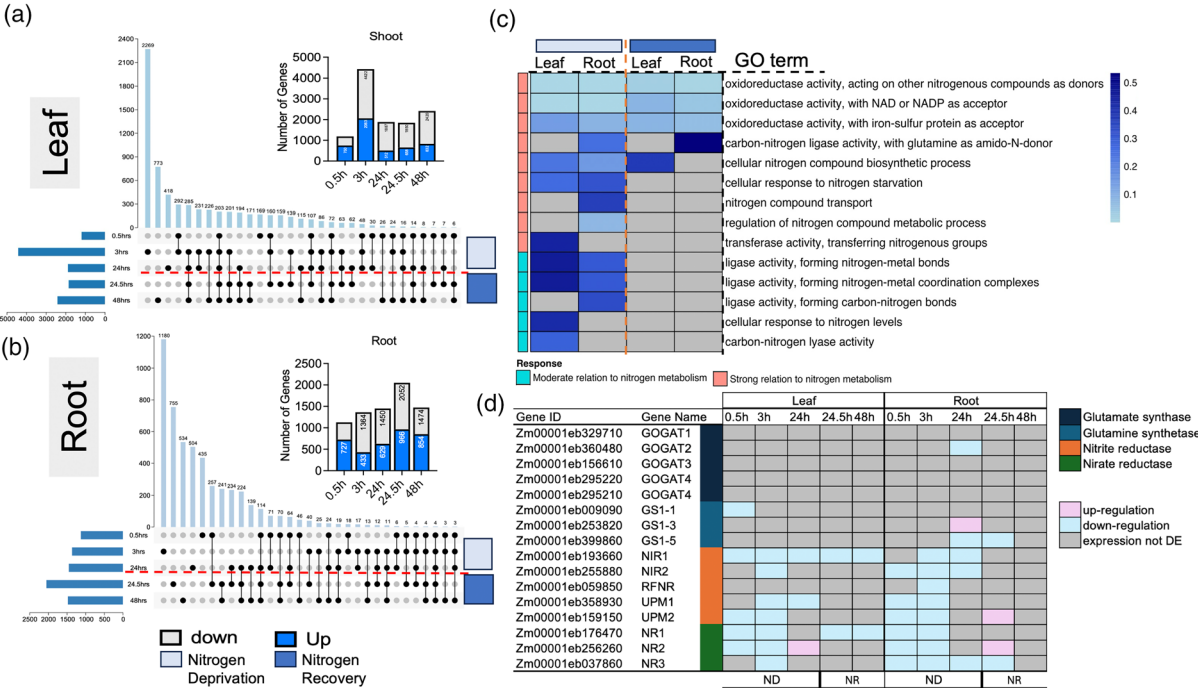 (a)
Leaf
2400
2100
1800
1500
1200
900
600
300
0
2269
773
418
292 285 231 226 203 201 194 171 169 150 159 139 115 107 86 72 63 62 48 30 26 24 16 14 8 7 7 6
Shoot
Number of Genes
5000
4000
3000
2000
1000
0
0.5h 3h 24h 24.5h 48h
0.5hrs
3hrs
24hrs
24.5hrs
48hrs
5000 4000 3000 2000 1000 0
(b)
Root
1200
1000
800
600
400
200
0
1180
755
534 504
435
257 241 234 224 139 114 71 70 64 46 40 25 24 19 18 17 13 12 11 6 5 4 4 4 3 3
Root
Number of Genes
2500
2000
1500
1000
500
0
1364 1450 2052 1474
727 433 629 966 854
0.5h 3h 24h 24.5h 48h
0.5hrs
3hrs
24hrs
24.5hrs
48hrs
2500 2000 1500 1000 500 0
down Up
Nitrogen Deprivation
Nitrogen Recovery
(c)
Leaf Root Leaf Root GO term
oxidoreductase activity, acting on other nitrogenous compounds as donors
oxidoreductase activity, with NAD or NADP as acceptor
oxidoreductase activity, with iron-sulfur protein as acceptor
carbon-nitrogen ligase activity, with glutamine as amido-N-donor
cellular nitrogen compound biosynthetic process
cellular response to nitrogen starvation
nitrogen compound transport
regulation of nitrogen compound metabolic process
transferase activity, transferring nitrogenous groups
ligase activity, forming nitrogen-metal bonds
ligase activity, forming nitrogen-metal coordination complexes
ligase activity, forming carbon-nitrogen bonds
cellular response to nitrogen levels
carbon-nitrogen lyase activity
0.5
0.4
0.3
0.2
0.1
Response
Moderate relation to nitrogen metabolism Strong relation to nitrogen metabolism
(d)
Leaf Root
Gene ID Gene Name 0.5h 3h 24h 24.5h 48h 0.5h 3h 24h 24.5h 48h
Zm00001eb329710 GOGAT1
Zm00001eb360480 GOGAT2
Zm00001eb156610 GOGAT3
Zm00001eb295220 GOGAT4
Zm00001eb295210 GOGAT4
Zm00001eb009090 GS1-1
Zm00001eb253820 GS1-3
Zm00001eb399860 GS1-5
Zm00001eb193660 NIR1
Zm00001eb255880 NIR2
Zm00001eb059850 RFNR
Zm00001eb358930 UPM1
Zm00001eb159150 UPM2
Zm00001eb176470 NR1
Zm00001eb256260 NR2
Zm00001eb037860 NR3
ND NR ND NR
Glutamate synthase
Glutamine synthetase
Nitrite reductase
Nirate reductase
up-regulation
down-regulation
expression not DE